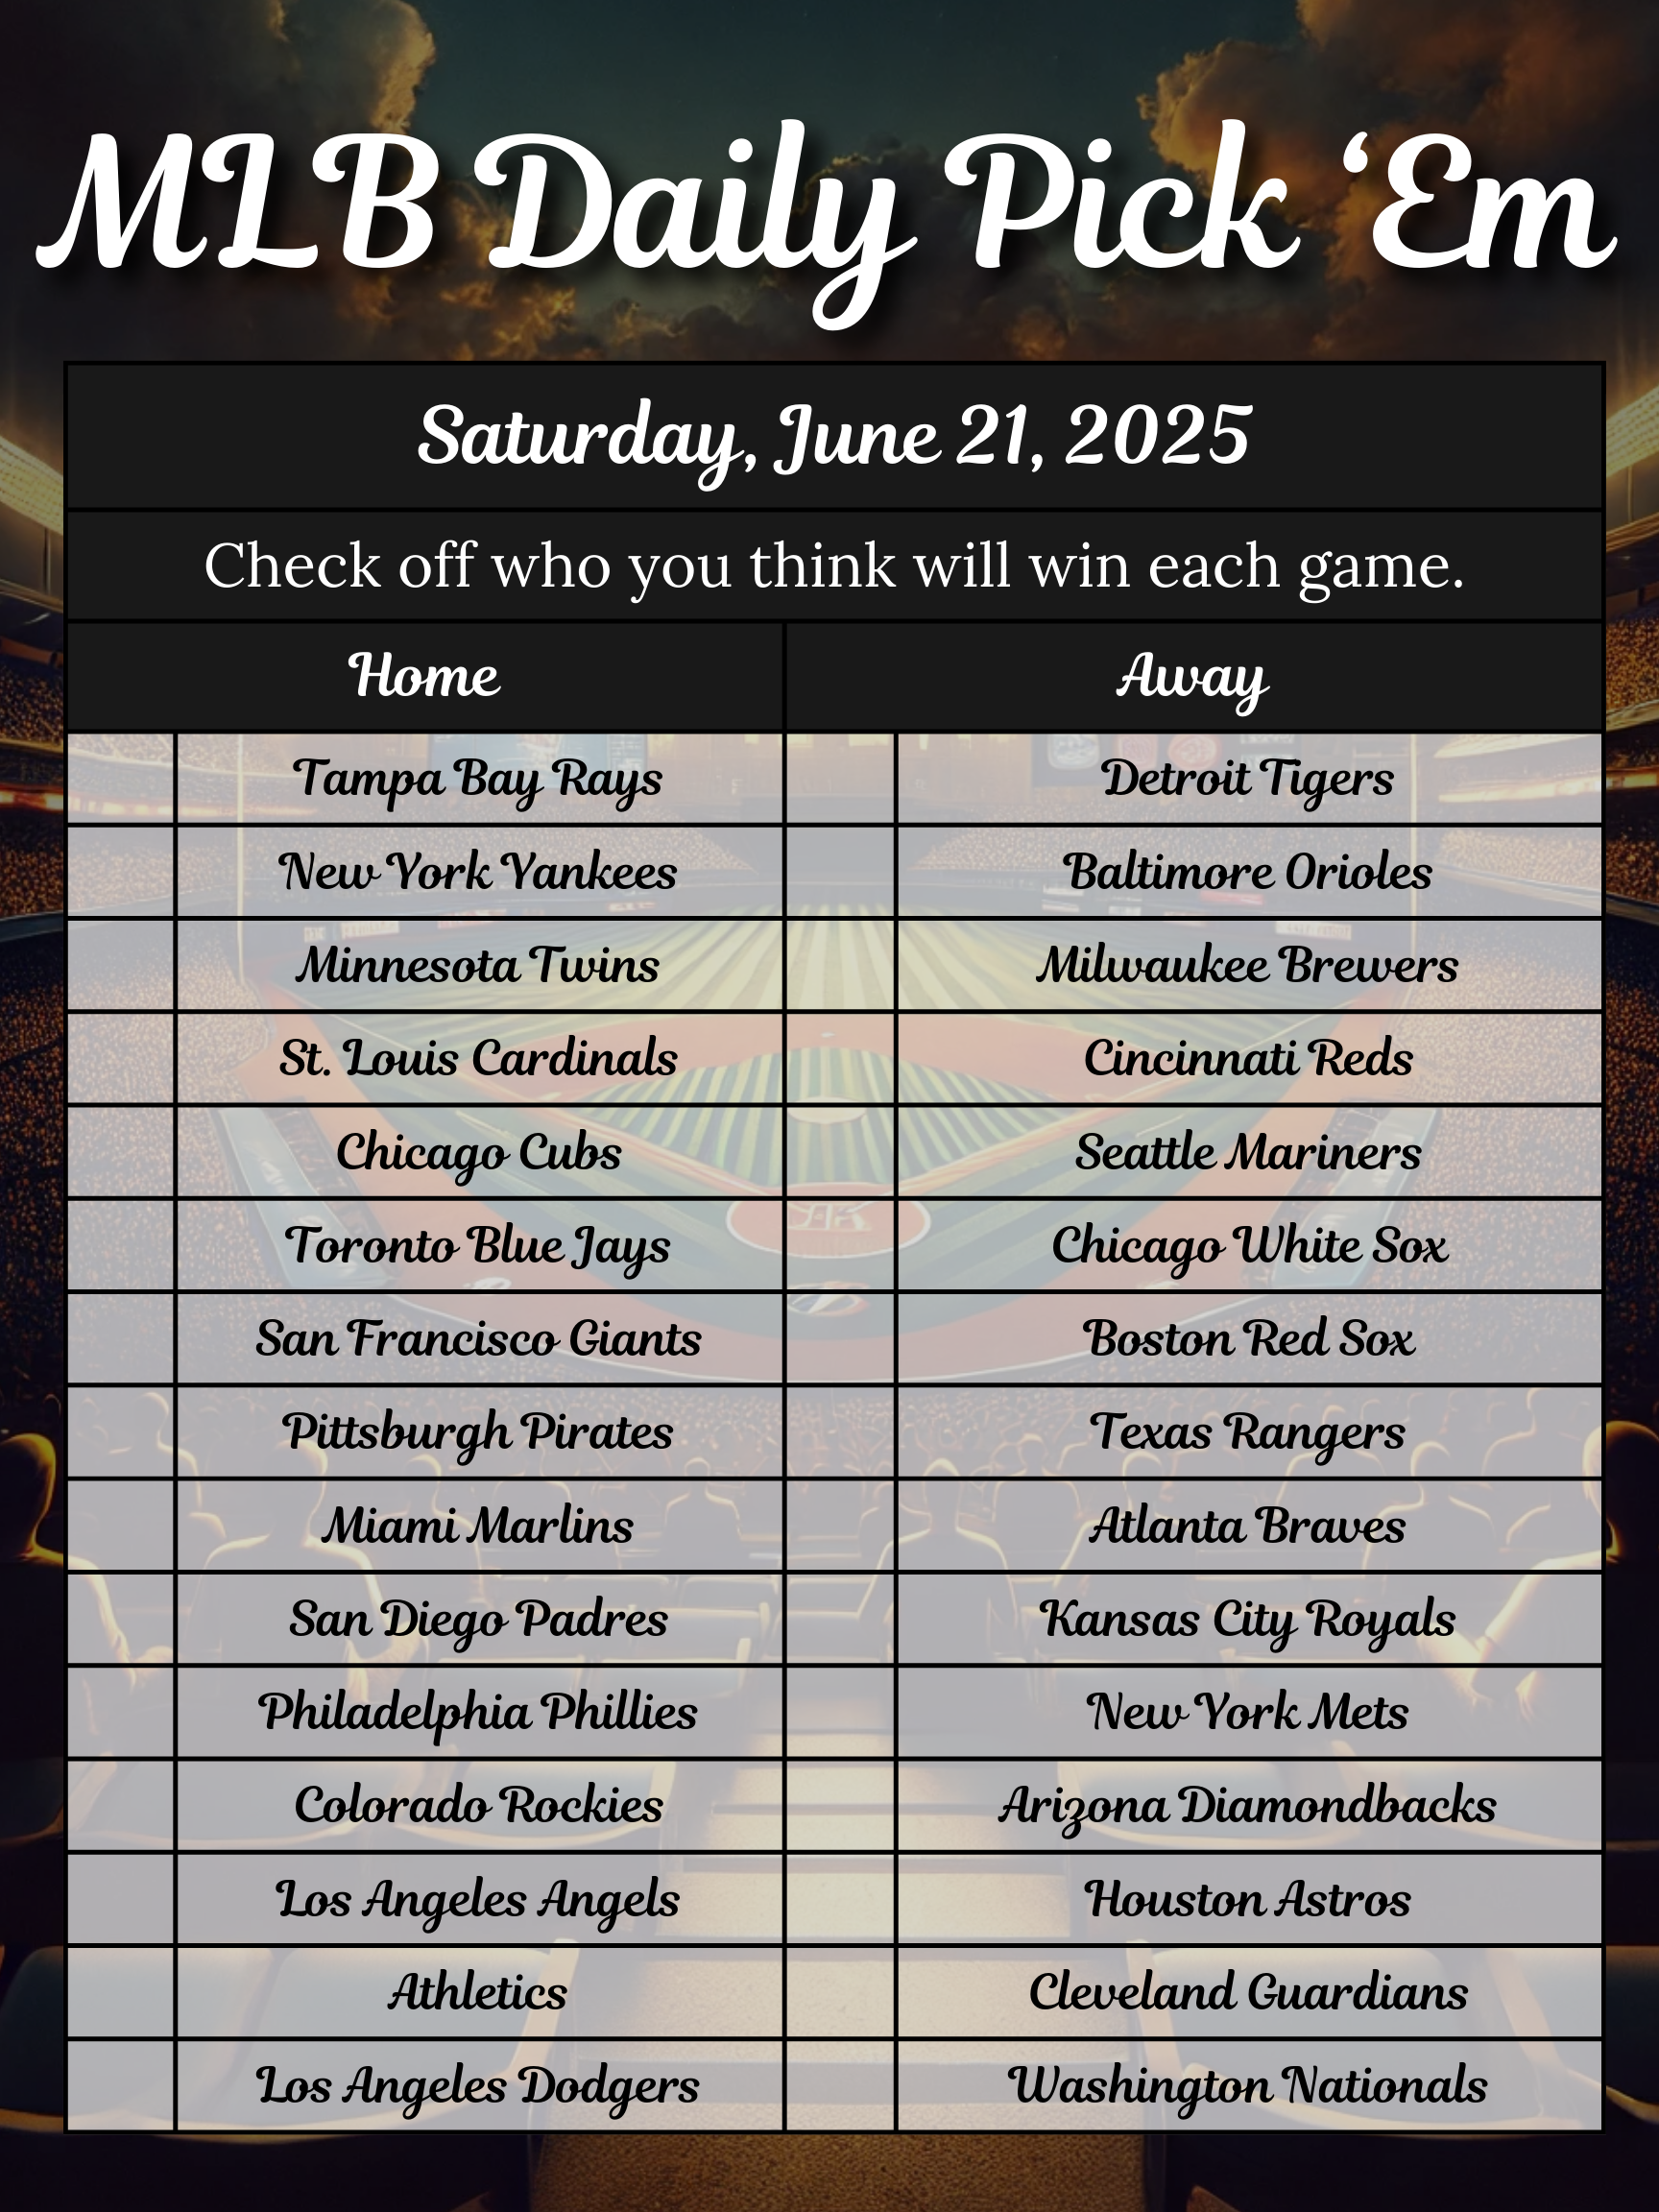 MLB Daily Pick ‘Em
Saturday, June 21, 2025
Check off who you think will win each game.
Home Away
Tampa Bay Rays Detroit Tigers
New York Yankees Baltimore Orioles
Minnesota Twins Milwaukee Brewers
St. Louis Cardinals Cincinnati Reds
Chicago Cubs Seattle Mariners
Toronto Blue Jays Chicago White Sox
San Francisco Giants Boston Red Sox
Pittsburgh Pirates Texas Rangers
Miami Marlins Atlanta Braves
San Diego Padres Kansas City Royals
Philadelphia Phillies New York Mets
Colorado Rockies Arizona Diamondbacks
Los Angeles Angels Houston Astros
Athletics Cleveland Guardians
Los Angeles Dodgers Washington Nationals